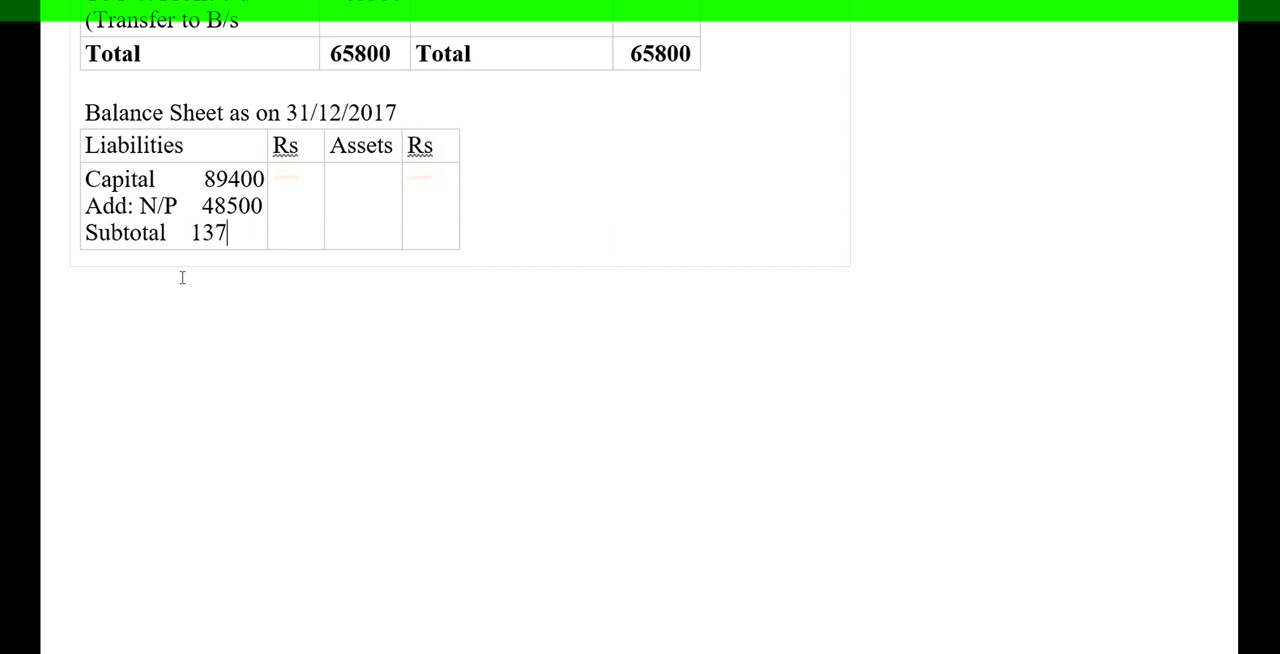 (Transfer to B/s
Total 65800 Total 65800
Balance Sheet as on 31/12/2017
Liabilities Rs Assets Rs
Capital 89400
Add: N/P 48500
Subtotal 137